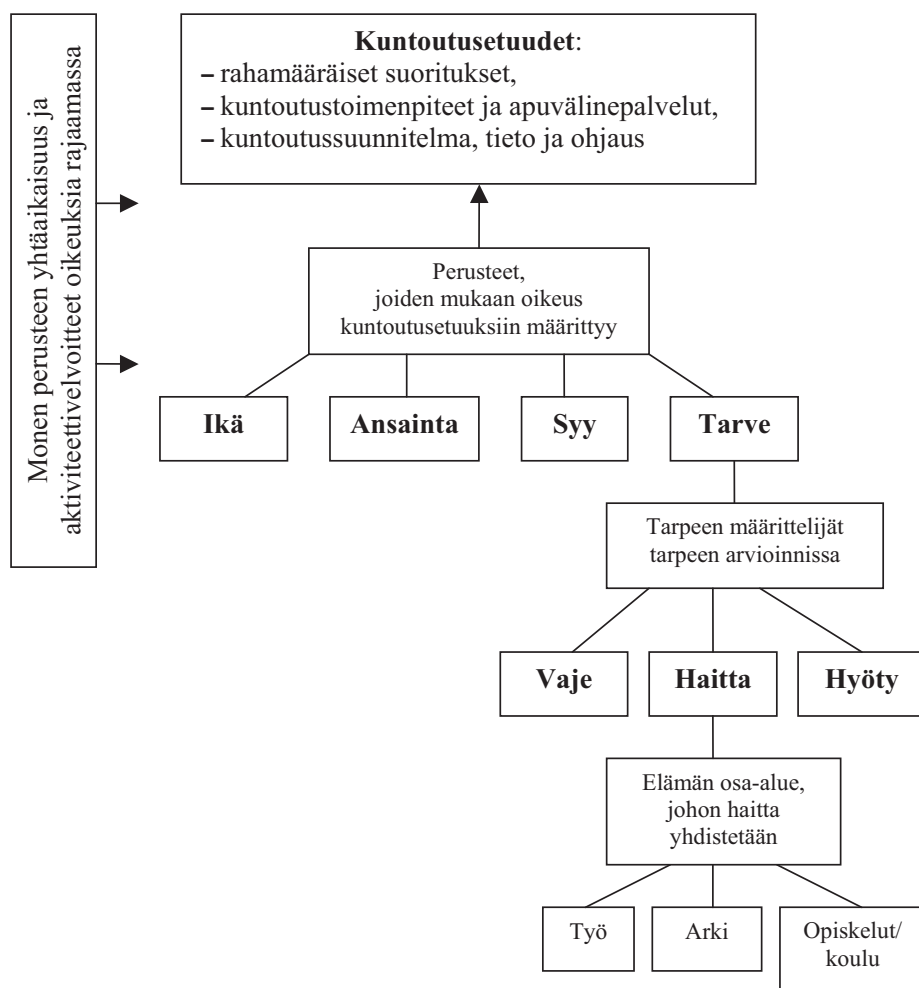 Monen perusteen yhtäaikaisuus ja
aktiviteettivelvoitteet oikeuksia rajaamassa
Kuntoutusetuudet:
– rahamääräiset suoritukset,
– kuntoutustoimenpiteet ja apuvälinepalvelut,
– kuntoutussuunnitelma, tieto ja ohjaus
Perusteet,
joiden mukaan oikeus
kuntoutusetuuksiin määrittyy
Ikä
Ansainta
Syy
Tarve
Tarpeen määrittelijät
tarpeen arvioinnissa
Vaje
Haitta
Hyöty
Elämän osa-alue,
johon haitta
yhdistetään
Työ
Arki
Opiskelut/
koulu